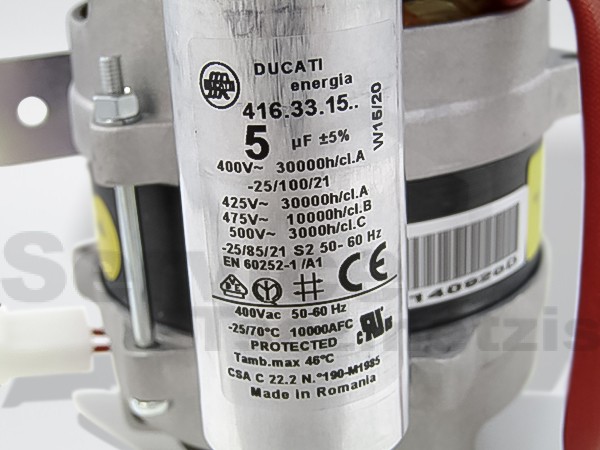 DUCATI
energia
416.33.15..
5 µF ±5%
W15/20
400V~ 30000h/cl.A
-25/100/21
425V~ 30000h/cl.A
475V~ 10000h/cl.B
500V~ 3000h/cl.C
-25/85/21 S2 50-60 Hz
EN 60252-1 /A1
CE
400Vac 50-60 Hz
-25/70°C 10000AFC
PROTECTED
Tamb.max 46°C
CSA C 22.2 N.°190-M1985
Made in Romania